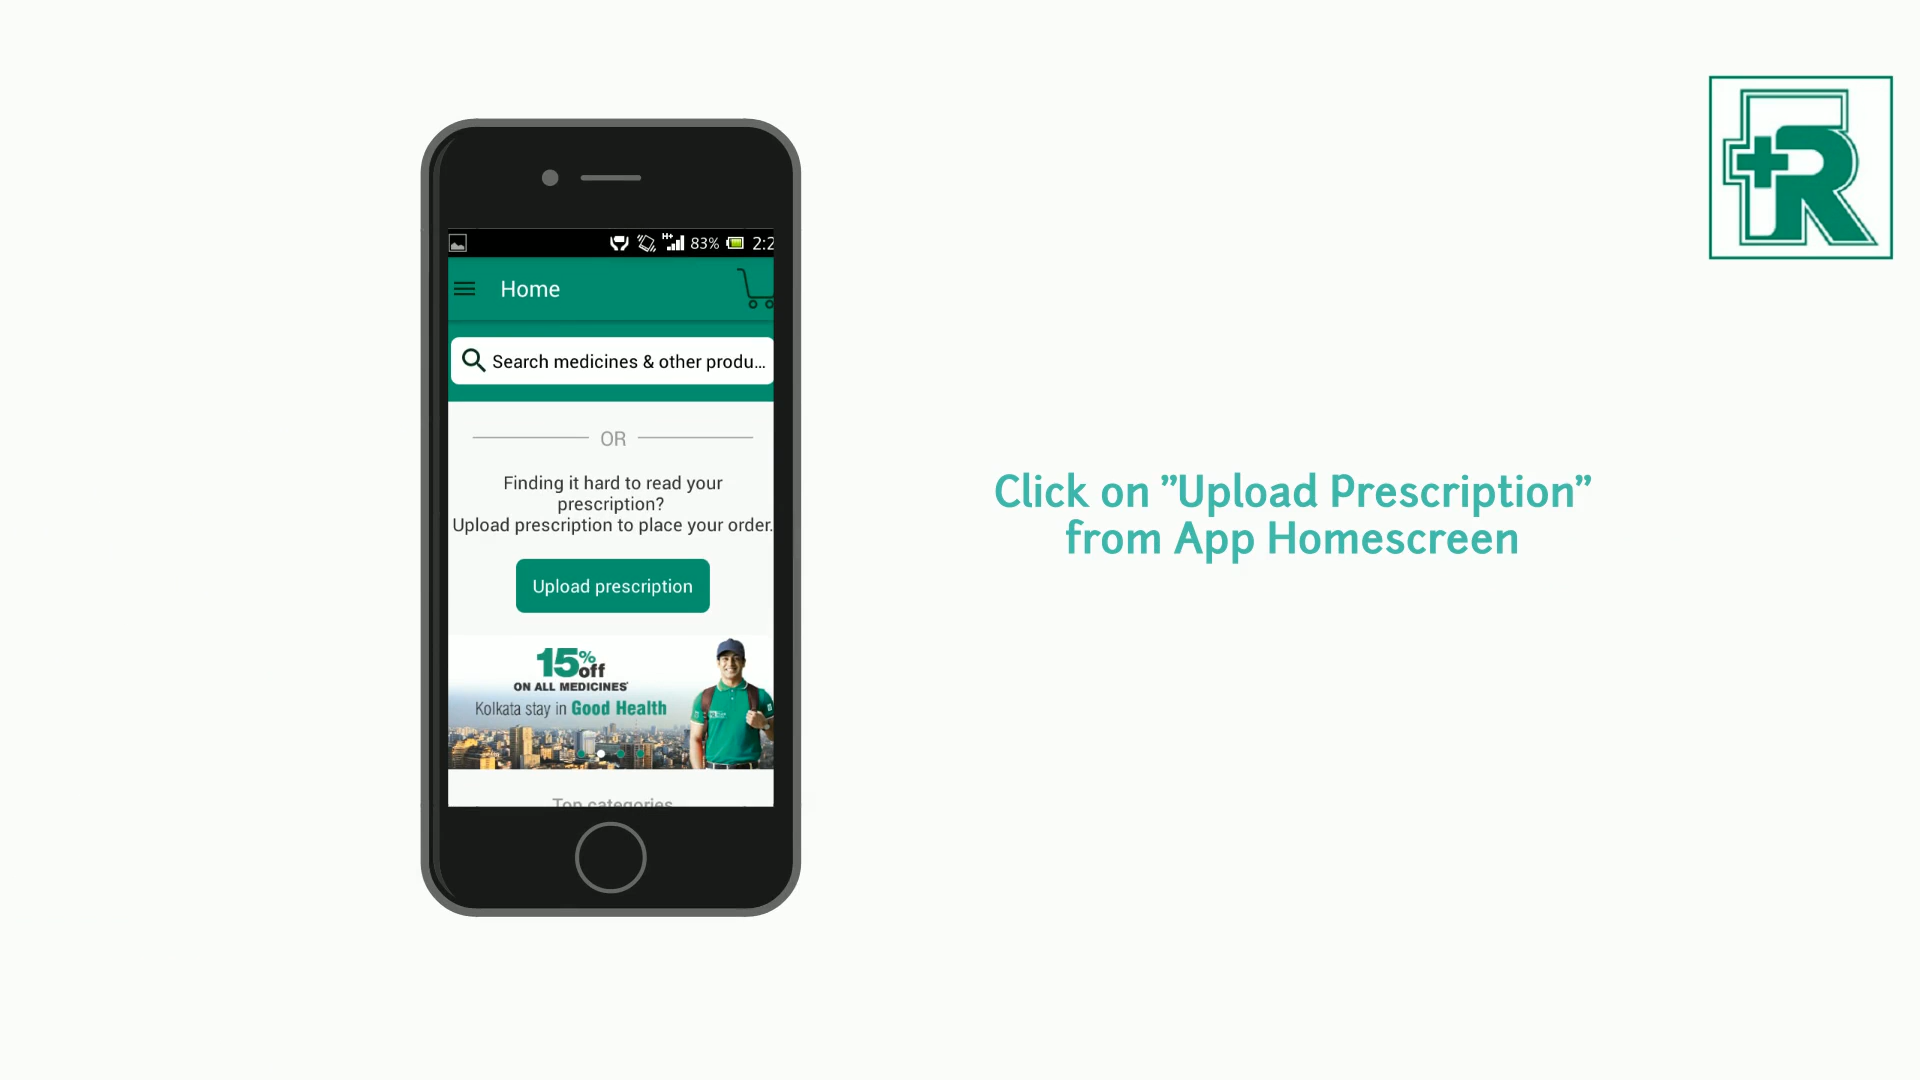 83% 2:2
Home
Search medicines & other produ...
OR
Finding it hard to read your
prescription?
Upload prescription to place your order.
Upload prescription
15% off
ON ALL MEDICINES*
Kolkata stay in Good Health
Top categories
Click on "Upload Prescription"
from App Homescreen
R